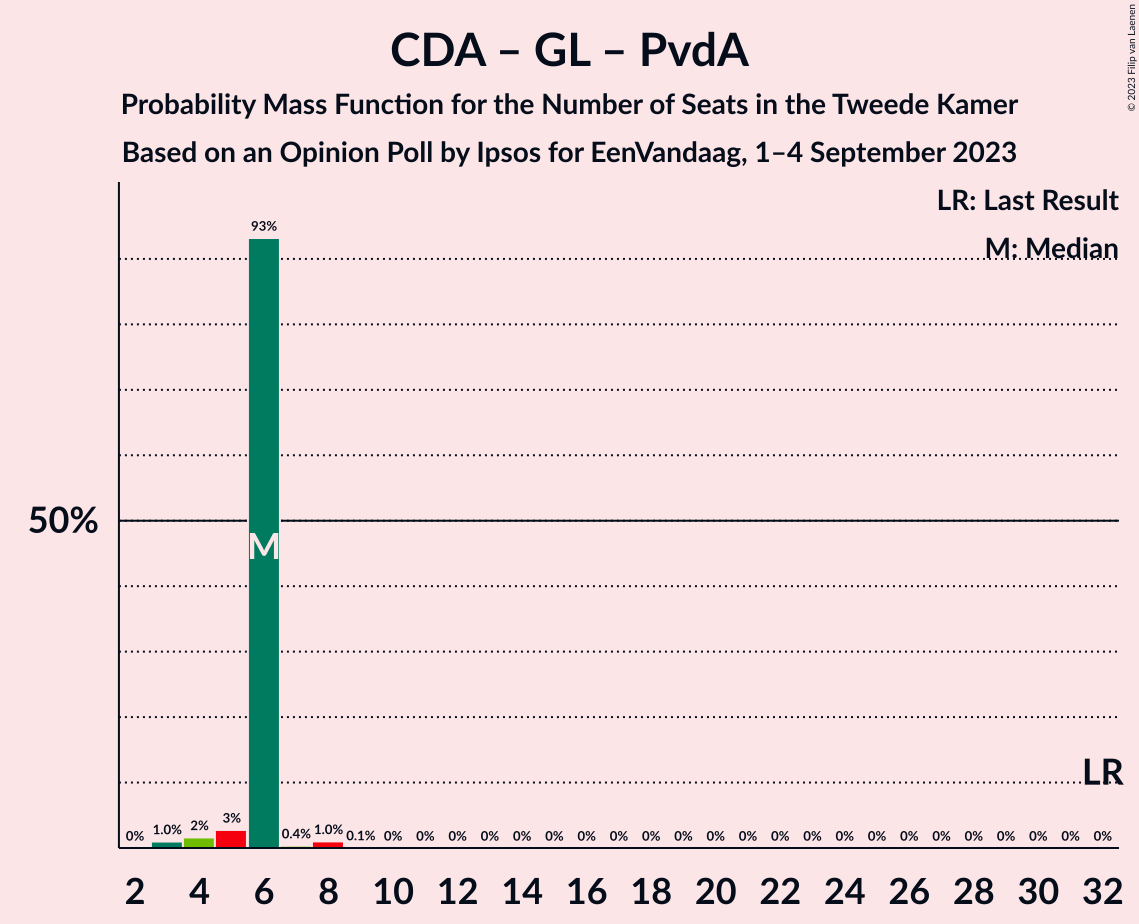 CDA – GL – PvdA
Probability Mass Function for the Number of Seats in the Tweede Kamer
Based on an Opinion Poll by Ipsos for EenVandaag, 1–4 September 2023
© 2023 Filip van Laenen
LR: Last Result
M: Median
93%
50%
M
LR
0% 1.0% 2% 3% 0.4% 1.0% 0.1% 0% 0% 0% 0% 0% 0% 0% 0% 0% 0% 0% 0% 0% 0% 0% 0% 0% 0% 0% 0% 0% 0% 0%
2 4 6 8 10 12 14 16 18 20 22 24 26 28 30 32